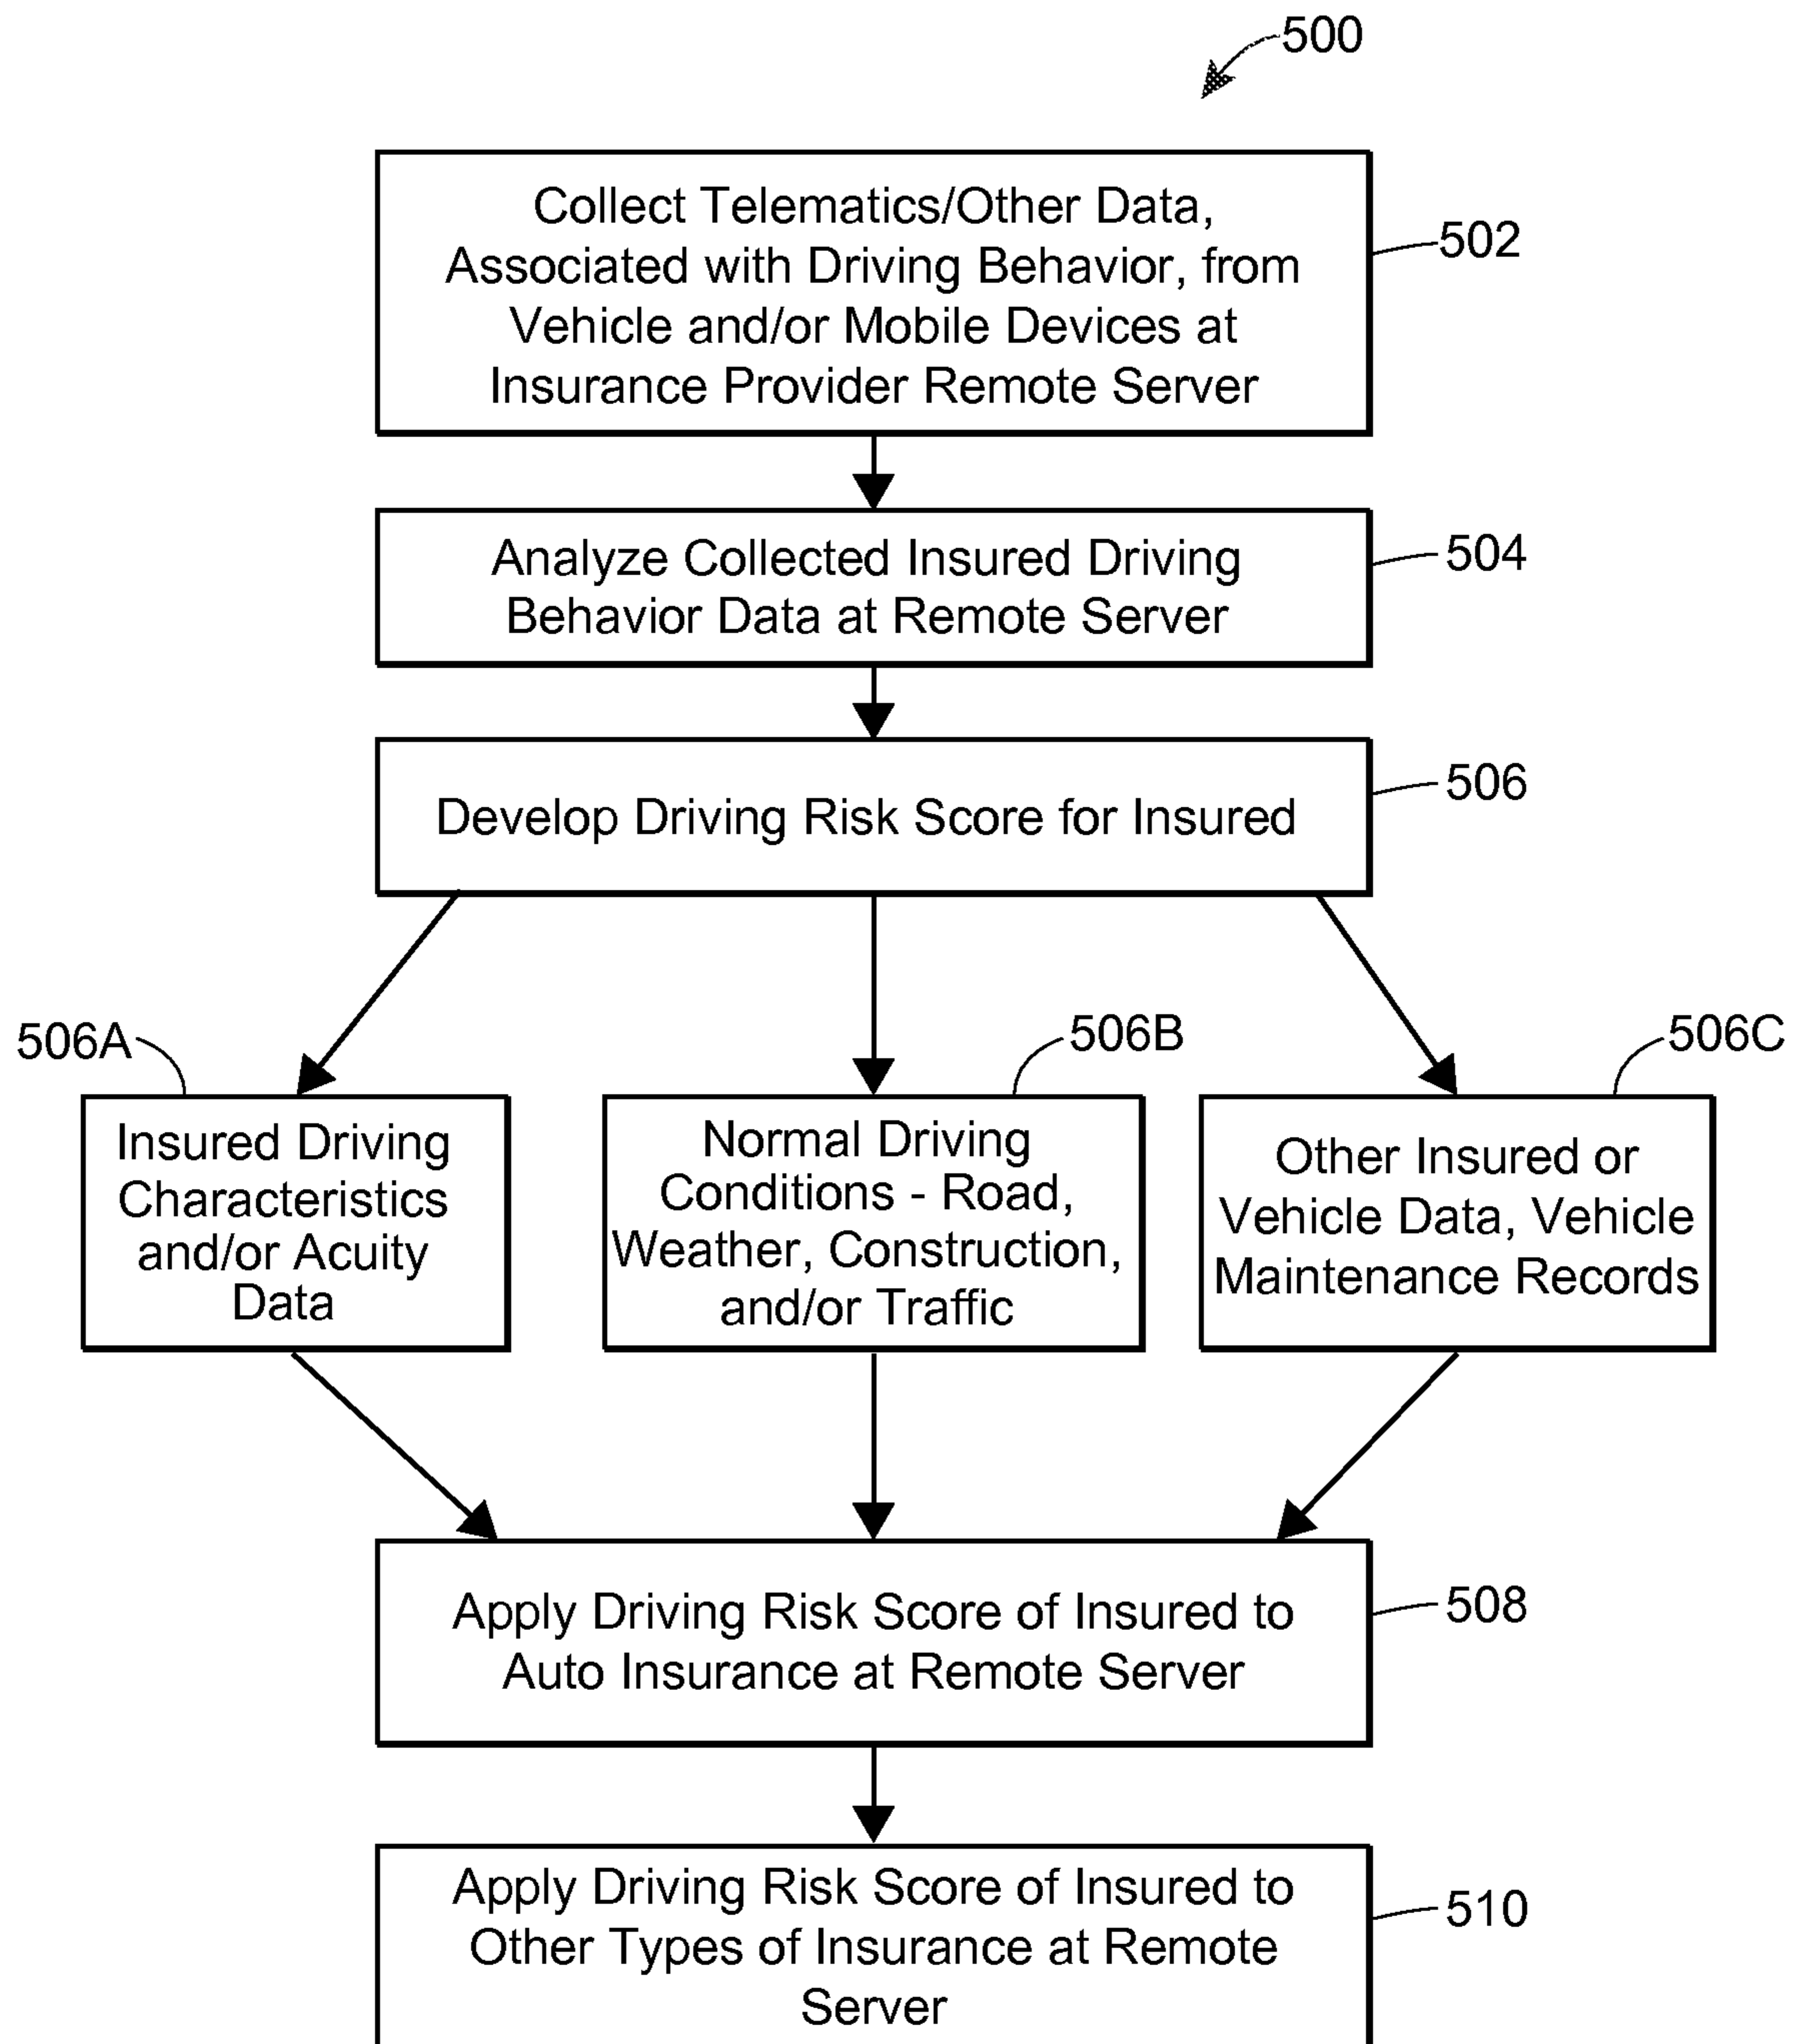 500
Collect Telematics/Other Data,
Associated with Driving Behavior, from
Vehicle and/or Mobile Devices at
Insurance Provider Remote Server
502
Analyze Collected Insured Driving
Behavior Data at Remote Server
504
Develop Driving Risk Score for Insured
506
506A
Insured Driving
Characteristics
and/or Acuity
Data
506B
Normal Driving
Conditions - Road,
Weather, Construction,
and/or Traffic
506C
Other Insured or
Vehicle Data, Vehicle
Maintenance Records
Apply Driving Risk Score of Insured to
Auto Insurance at Remote Server
508
Apply Driving Risk Score of Insured to
Other Types of Insurance at Remote
Server
510